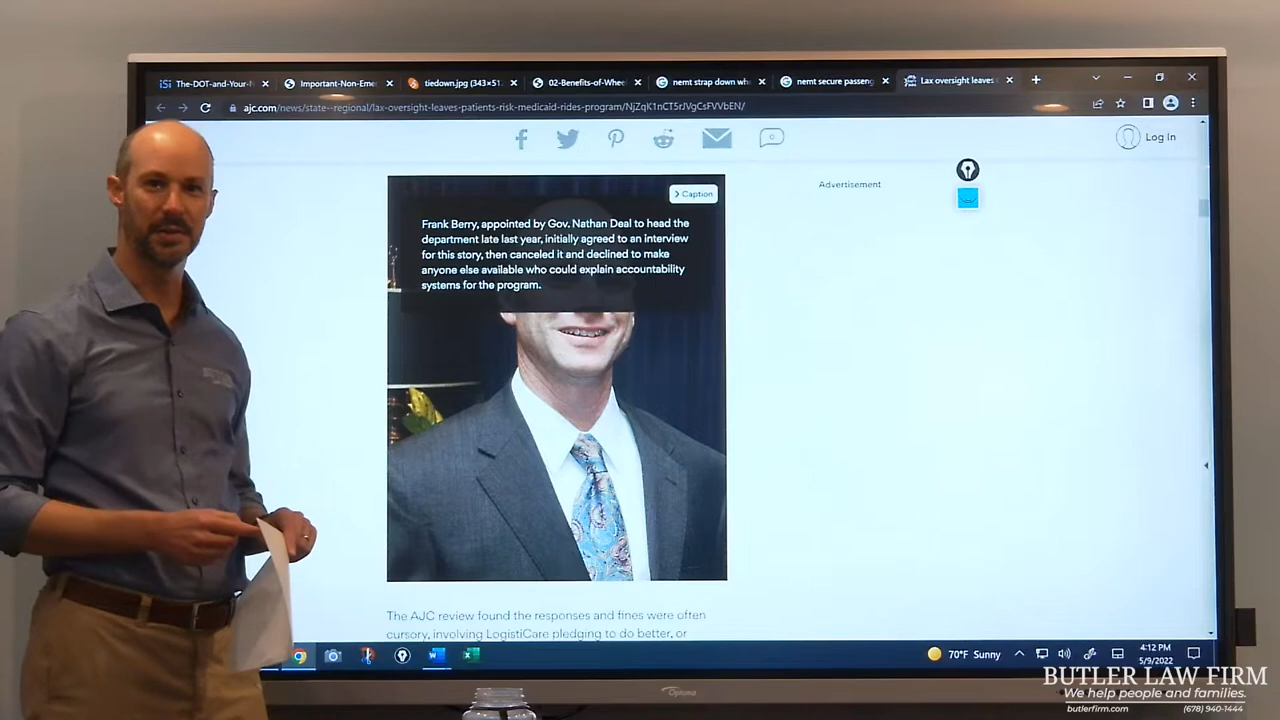 iSi The-DOT-and-Your-N
Important-Non-Eme
tiedown.jpg (343×51
02-Benefits-of-Whee
nemt strap down wh
nemt secure passeng
Lax oversight leaves
ajc.com/news/state--regional/lax-oversight-leaves-patients-risk-medicaid-rides-program/NjZqK1nCT5rJVgCsFVVbEN/
Log In
Advertisement
Caption
Frank Berry, appointed by Gov. Nathan Deal to head the
department late last year, initially agreed to an interview
for this story, then canceled it and declined to make
anyone else available who could explain accountability
systems for the program.
The AJC review found the responses and fines were often
cursory, involving LogistiCare pledging to do better, or
70°F Sunny
4:12 PM
5/9/2022
Optoma
BUTLER LAW FIRM
We help people and families.
butlerfirm.com (678) 940-1444